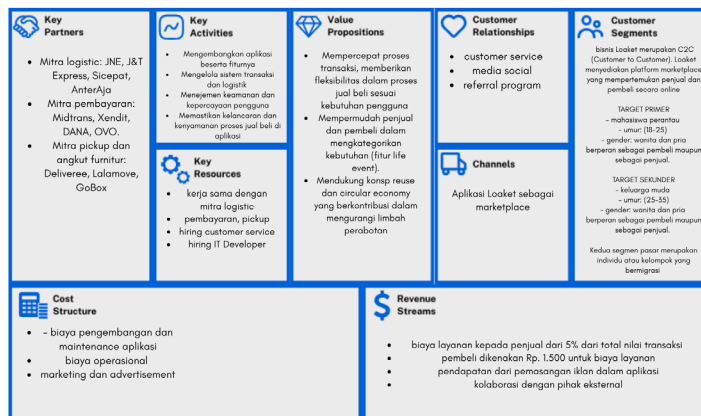 Key
Partners
Mitra logistic: JNE, J&T
Express, Sicepat,
AnterAja
Mitra pembayaran:
Midtrans, Xendit,
DANA, OVO.
Mitra pickup dan
angkut furnitur:
Deliveree, Lalamove,
GoBox
Key
Activities
Mengembangkan aplikasi
beserta fiturnya
Mengelola sistem transaksi
dan logistik
Menejemen keamanan dan
kepercayaan pengguna
Memastikan kelancaran dan
kenyamanan proses jual beli di
aplikasi
Key
Resources
kerja sama dengan
mitra logistic
pembayaran, pickup
hiring customer service
hiring IT Developer
Value
Propositions
Mempercepat proses
transaksi, memberikan
fleksibilitas dalam proses
jual beli sesuai
kebutuhan pengguna
Mempermudah penjual
dan pembeli dalam
mengkategorikan
kebutuhan (fitur life
event).
Mendukung konsp reuse
dan circular economy
yang berkontribusi dalam
mengurangi limbah
perabotan
Customer
Relationships
customer service
media social
referral program
Channels
Aplikasi Loaket sebagai
marketplace
Customer
Segments
bisnis Loaket merupakan C2C
(Customer to Customer). Loaket
menyediakan platform marketplace
yang mempertemukan penjual dan
pembeli secara online
TARGET PRIMER
- mahasiswa perantau
- umur: (18-25)
- gender: wanita dan pria
berperan sebagai pembeli maupun
sebagai penjual.
TARGET SEKUNDER
- keluarga muda
- umur: (25-35)
- gender: wanita dan pria
berperan sebagai pembeli maupun
sebagai penjual.
Kedua segmen pasar merupakan
individu atau kelompok yang
bermigrasi
Cost
Structure
- biaya pengembangan dan
maintenance aplikasi
biaya operasional
marketing dan advertisement
Revenue
Streams
biaya layanan kepada penjual dari 5% dari total nilai transaksi
pembeli dikenakan Rp. 1.500 untuk biaya layanan
pendapatan dari pemasangan iklan dalam aplikasi
kolaborasi dengan pihak eksternal